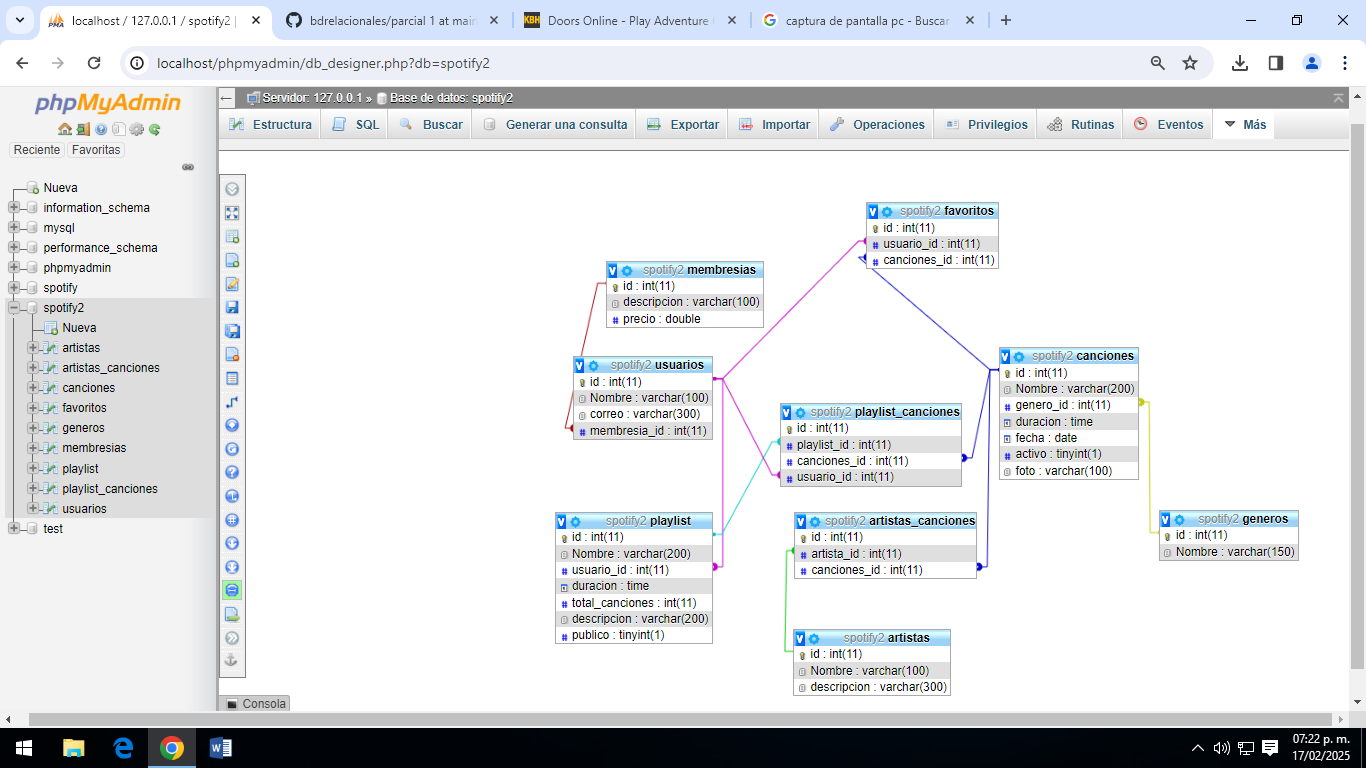 localhost / 127.0.0.1 / spotify2 |
bdrelacionales/parcial 1 at mair
Doors Online - Play Adventure
captura de pantalla pc - Buscar
localhost/phpmyadmin/db_designer.php?db=spotify2
phpMyAdmin
Reciente Favoritas
Nueva
information_schema
mysql
performance_schema
phpmyadmin
spotify
spotify2
Nueva
artistas
artistas_canciones
canciones
favoritos
generos
membresias
playlist
playlist_canciones
usuarios
test
Servidor: 127.0.0.1 » Base de datos: spotify2
Estructura SQL Buscar Generar una consulta Exportar Importar Operaciones Privilegios Rutinas Eventos Más
spotify2 favoritos
id : int(11)
usuario_id : int(11)
canciones_id : int(11)
spotify2 membresias
id : int(11)
descripcion : varchar(100)
precio : double
spotify2 usuarios
id : int(11)
Nombre : varchar(100)
correo : varchar(300)
membresia_id : int(11)
spotify2 canciones
id : int(11)
Nombre : varchar(200)
genero_id : int(11)
duracion : time
fecha : date
activo : tinyint(1)
foto : varchar(100)
spotify2 playlist_canciones
id : int(11)
playlist_id : int(11)
canciones_id : int(11)
usuario_id : int(11)
spotify2 playlist
id : int(11)
Nombre : varchar(200)
usuario_id : int(11)
duracion : time
total_canciones : int(11)
descripcion : varchar(200)
publico : tinyint(1)
spotify2 artistas_canciones
id : int(11)
artista_id : int(11)
canciones_id : int(11)
spotify2 generos
id : int(11)
Nombre : varchar(150)
spotify2 artistas
id : int(11)
Nombre : varchar(100)
descripcion : varchar(300)
Consola
07:22 p. m.
17/02/2025